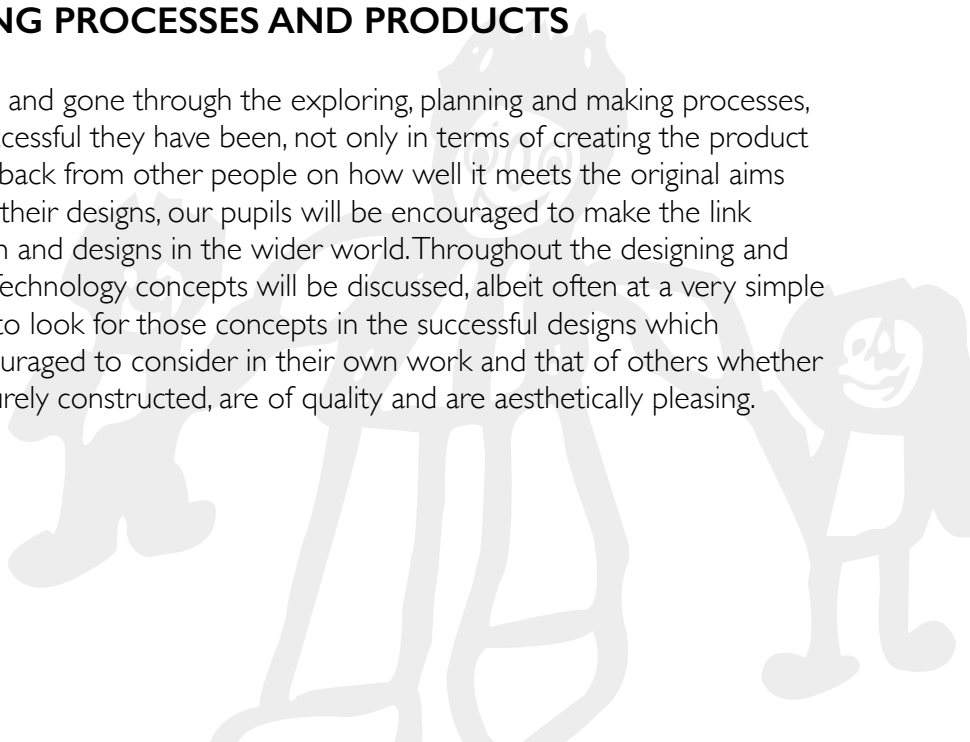 NG PROCESSES AND PRODUCTS
and gone through the exploring, planning and making processes,
cessful they have been, not only in terms of creating the product
back from other people on how well it meets the original aims
their designs, our pupils will be encouraged to make the link
n and designs in the wider world. Throughout the designing and
Technology concepts will be discussed, albeit often at a very simple
to look for those concepts in the successful designs which
uraged to consider in their own work and that of others whether
urely constructed, are of quality and are aesthetically pleasing.